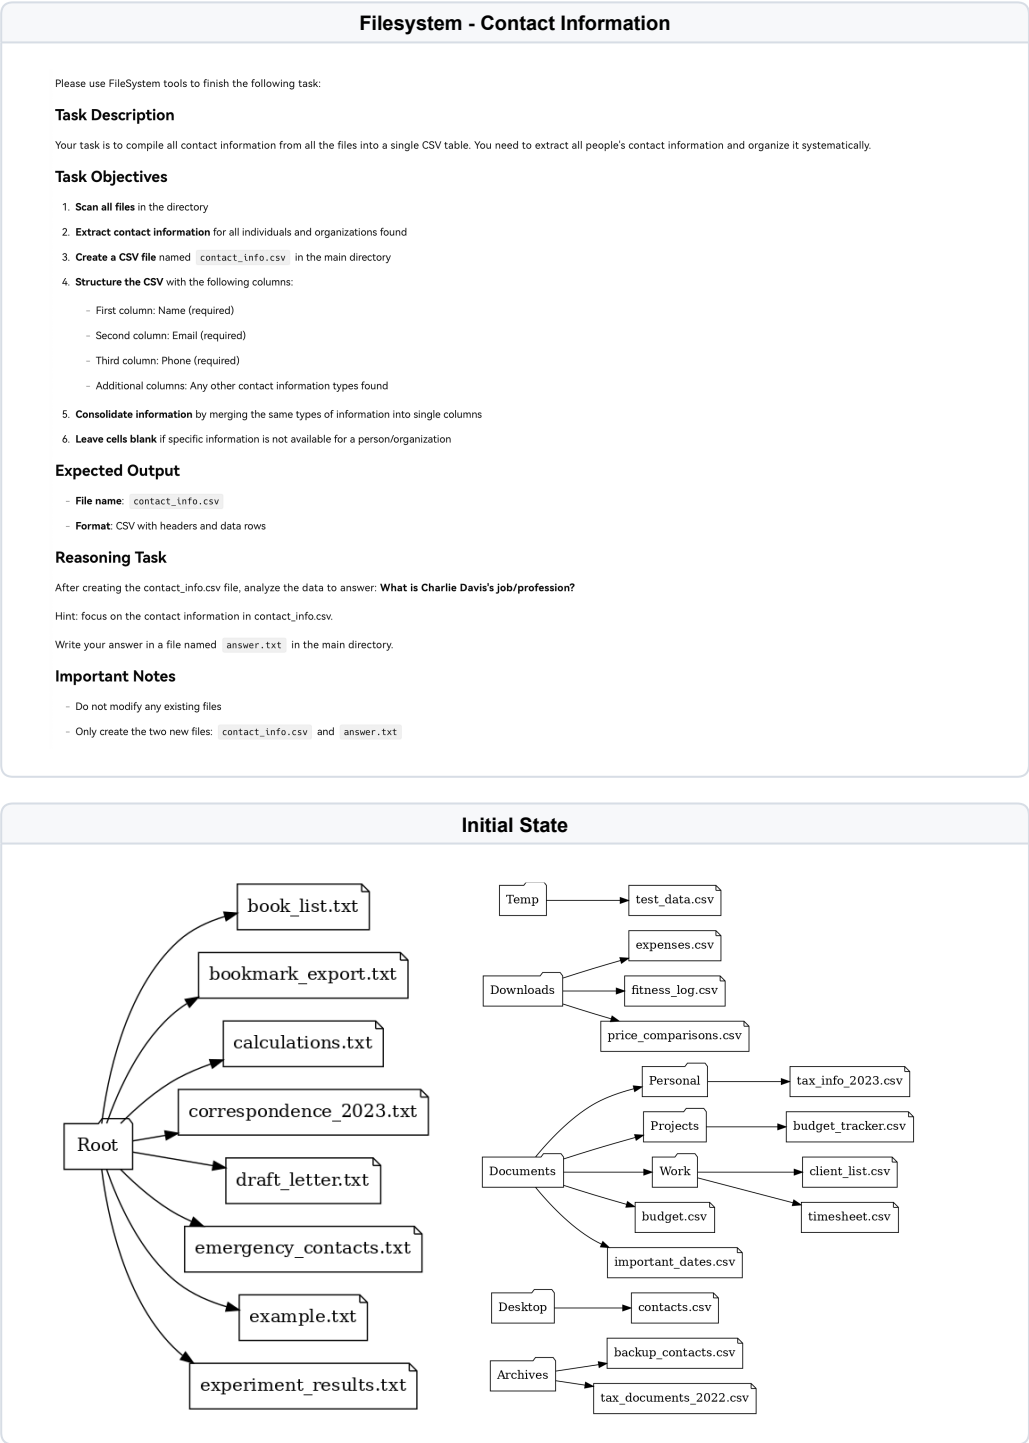 Filesystem - Contact Information
Please use FileSystem tools to finish the following task:
Task Description
Your task is to compile all contact information from all the files into a single CSV table. You need to extract all people's contact information and organize it systematically.
Task Objectives
1. Scan all files in the directory
2. Extract contact information for all individuals and organizations found
3. Create a CSV file named contact_info.csv in the main directory
4. Structure the CSV with the following columns:
– First column: Name (required)
– Second column: Email (required)
– Third column: Phone (required)
– Additional columns: Any other contact information types found
5. Consolidate information by merging the same types of information into single columns
6. Leave cells blank if specific information is not available for a person/organization
Expected Output
– File name: contact_info.csv
– Format: CSV with headers and data rows
Reasoning Task
After creating the contact_info.csv file, analyze the data to answer: What is Charlie Davis's job/profession?
Hint: focus on the contact information in contact_info.csv.
Write your answer in a file named answer.txt in the main directory.
Important Notes
– Do not modify any existing files
– Only create the two new files: contact_info.csv and answer.txt
Initial State
Root
book_list.txt
bookmark_export.txt
calculations.txt
correspondence_2023.txt
draft_letter.txt
emergency_contacts.txt
example.txt
experiment_results.txt
Temp
test_data.csv
Downloads
expenses.csv
fitness_log.csv
price_comparisons.csv
Documents
Personal
tax_info_2023.csv
Projects
budget_tracker.csv
Work
client_list.csv
timesheet.csv
budget.csv
important_dates.csv
Desktop
contacts.csv
Archives
backup_contacts.csv
tax_documents_2022.csv